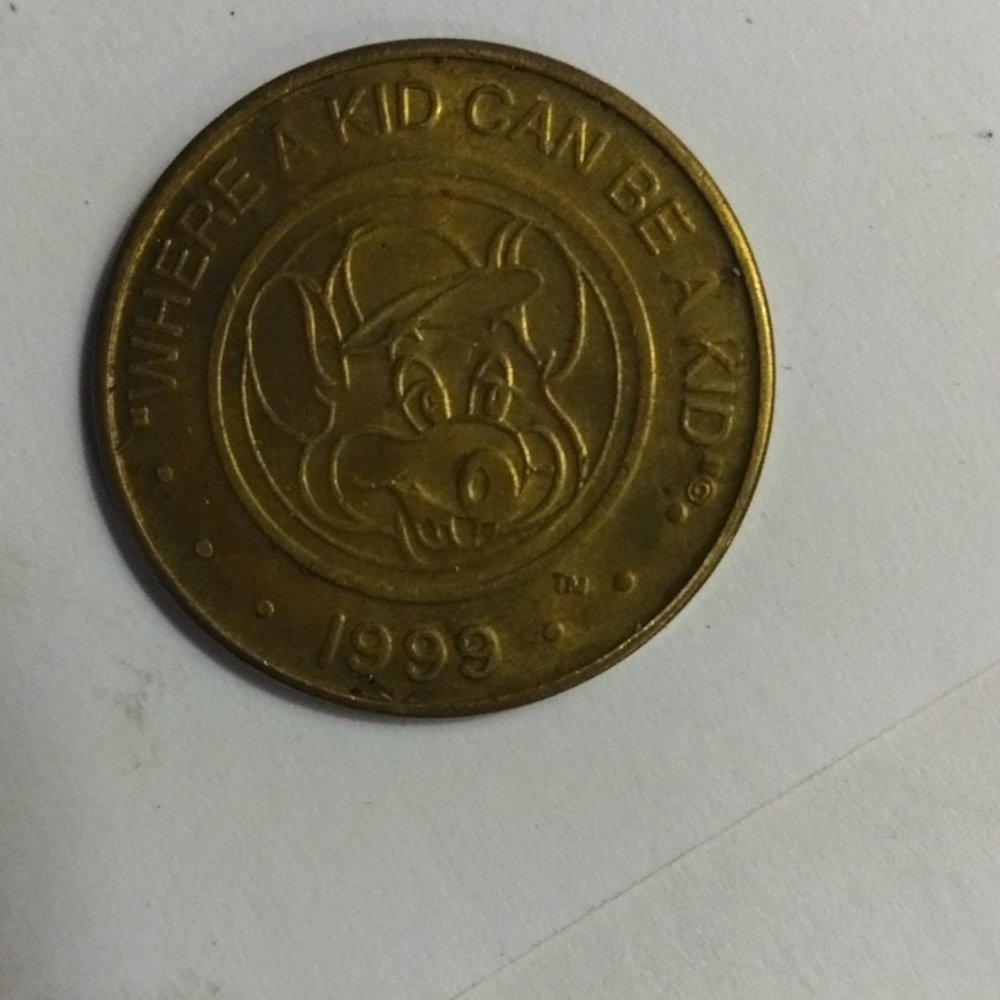 "WHERE A KID CAN BE A KID"©
TM
1999